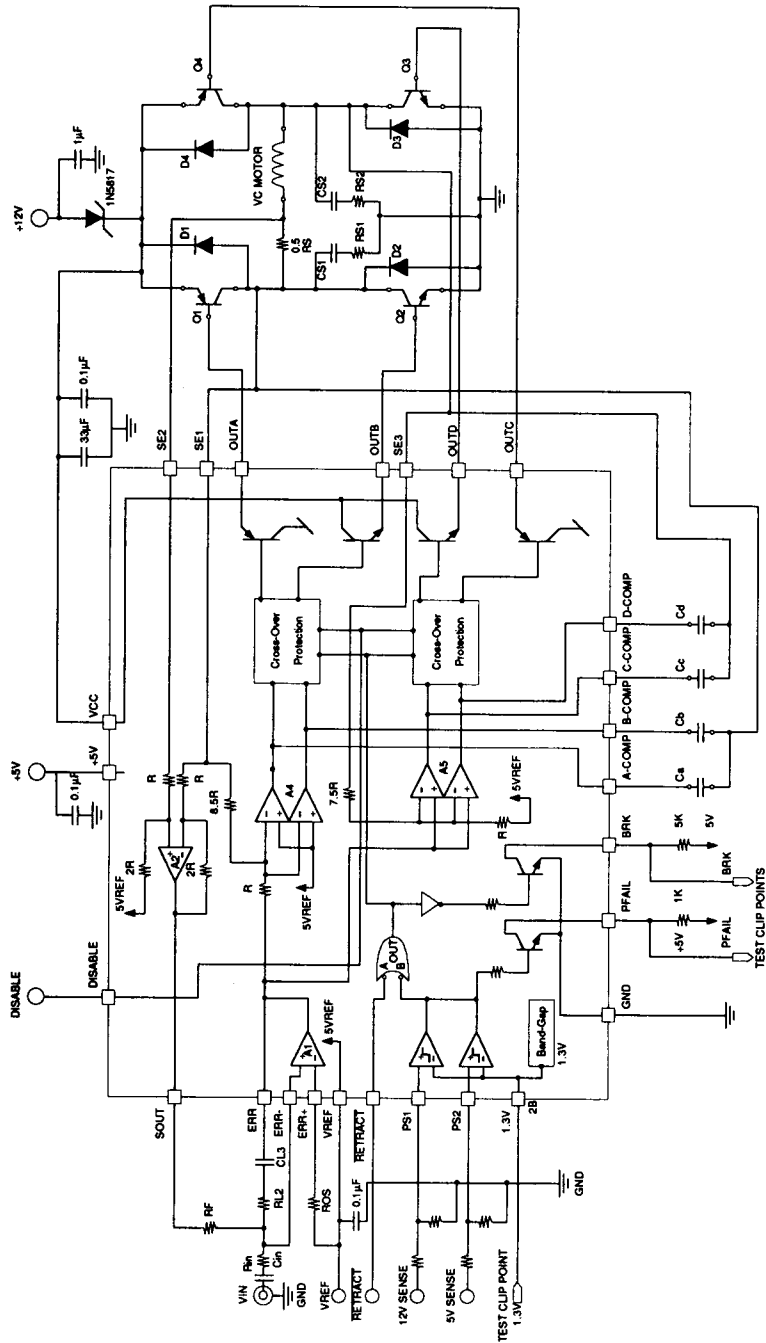 +12V
1µF
1N5817
D1
D4
Q1
Q4
VC MOTOR
0.5
RS
CS1
RS1
CS2
RS2
D2
D3
Q2
Q3
33µF
0.1µF
SE2
SE1
OUTA
OUTB
SE3
OUTD
OUTC
+5V
0.1µF
+5V
VCC
R
R
2R
A2
2R
5VREF
8.5R
R
A4
5VREF
Cross-Over
Protection
7.5R
Cross-Over
Protection
A5
R
5VREF
DISABLE
DISABLE
A1
5VREF
A
B
OUT
Band-Gap
1.3V
SOUT
ERR
ERR-
ERR+
VREF
RETRACT
PS1
PS2
1.3V
2B
RF
Rin
Cin
RL2
CL3
ROS
VIN
GND
VREF
0.1µF
RETRACT
12V SENSE
5V SENSE
GND
TEST CLIP POINT
1.3V
GND
PFAIL
BRK
A-COMP
B-COMP
C-COMP
D-COMP
Ca
Cb
Cc
Cd
1K
+5V
PFAIL
5K
5V
BRK
TEST CLIP POINTS